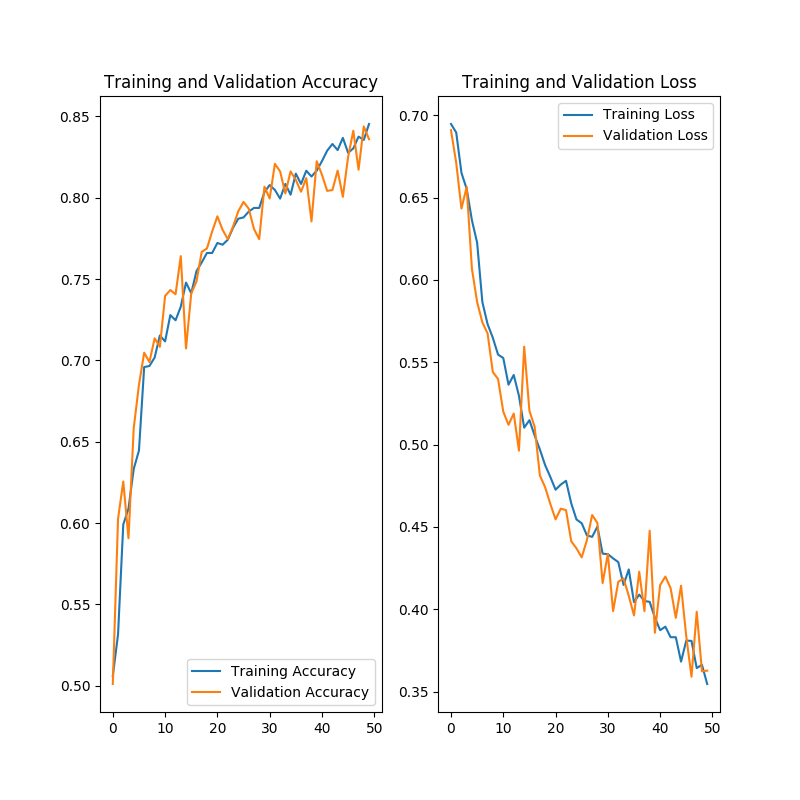 Training and Validation Accuracy
0.85
0.80
0.75
0.70
0.65
0.60
0.55
0.50
0 10 20 30 40 50
Training Accuracy
Validation Accuracy
Training and Validation Loss
0.70
0.65
0.60
0.55
0.50
0.45
0.40
0.35
0 10 20 30 40 50
Training Loss
Validation Loss